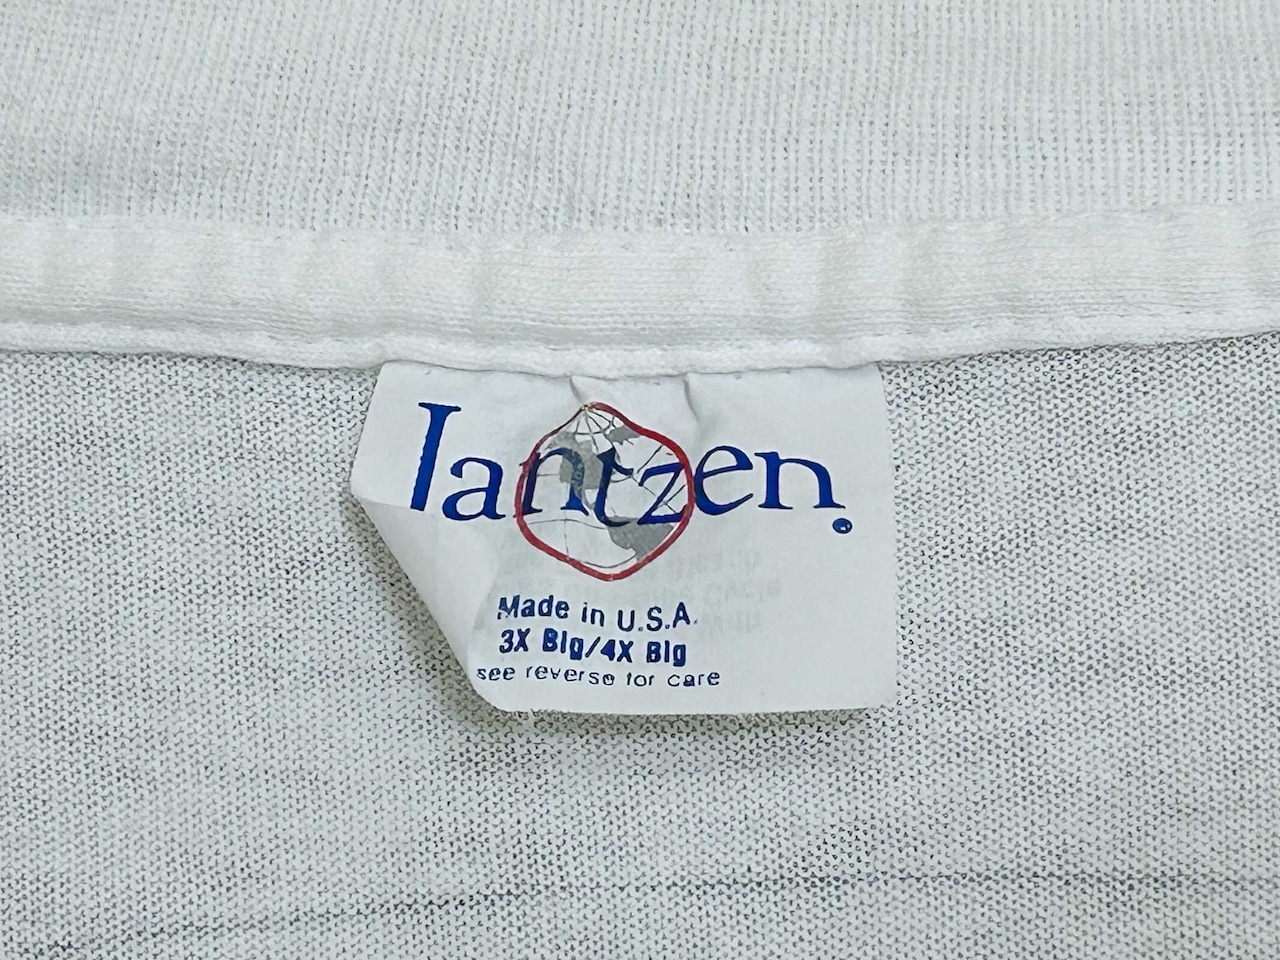 Jantzen
Made in U.S.A.
3X Big/4X Big
see reverse for care